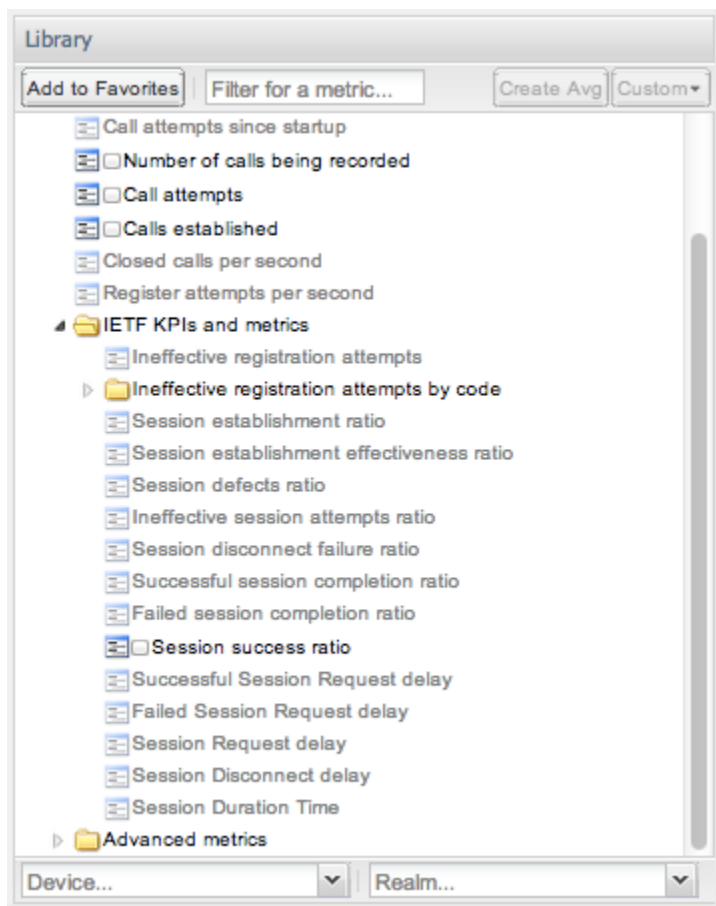 Library
Add to Favorites Filter for a metric... Create Avg Custom
Call attempts since startup
Number of calls being recorded
Call attempts
Calls established
Closed calls per second
Register attempts per second
IETF KPIs and metrics
Ineffective registration attempts
Ineffective registration attempts by code
Session establishment ratio
Session establishment effectiveness ratio
Session defects ratio
Ineffective session attempts ratio
Session disconnect failure ratio
Successful session completion ratio
Failed session completion ratio
Session success ratio
Successful Session Request delay
Failed Session Request delay
Session Request delay
Session Disconnect delay
Session Duration Time
Advanced metrics
Device... Realm...